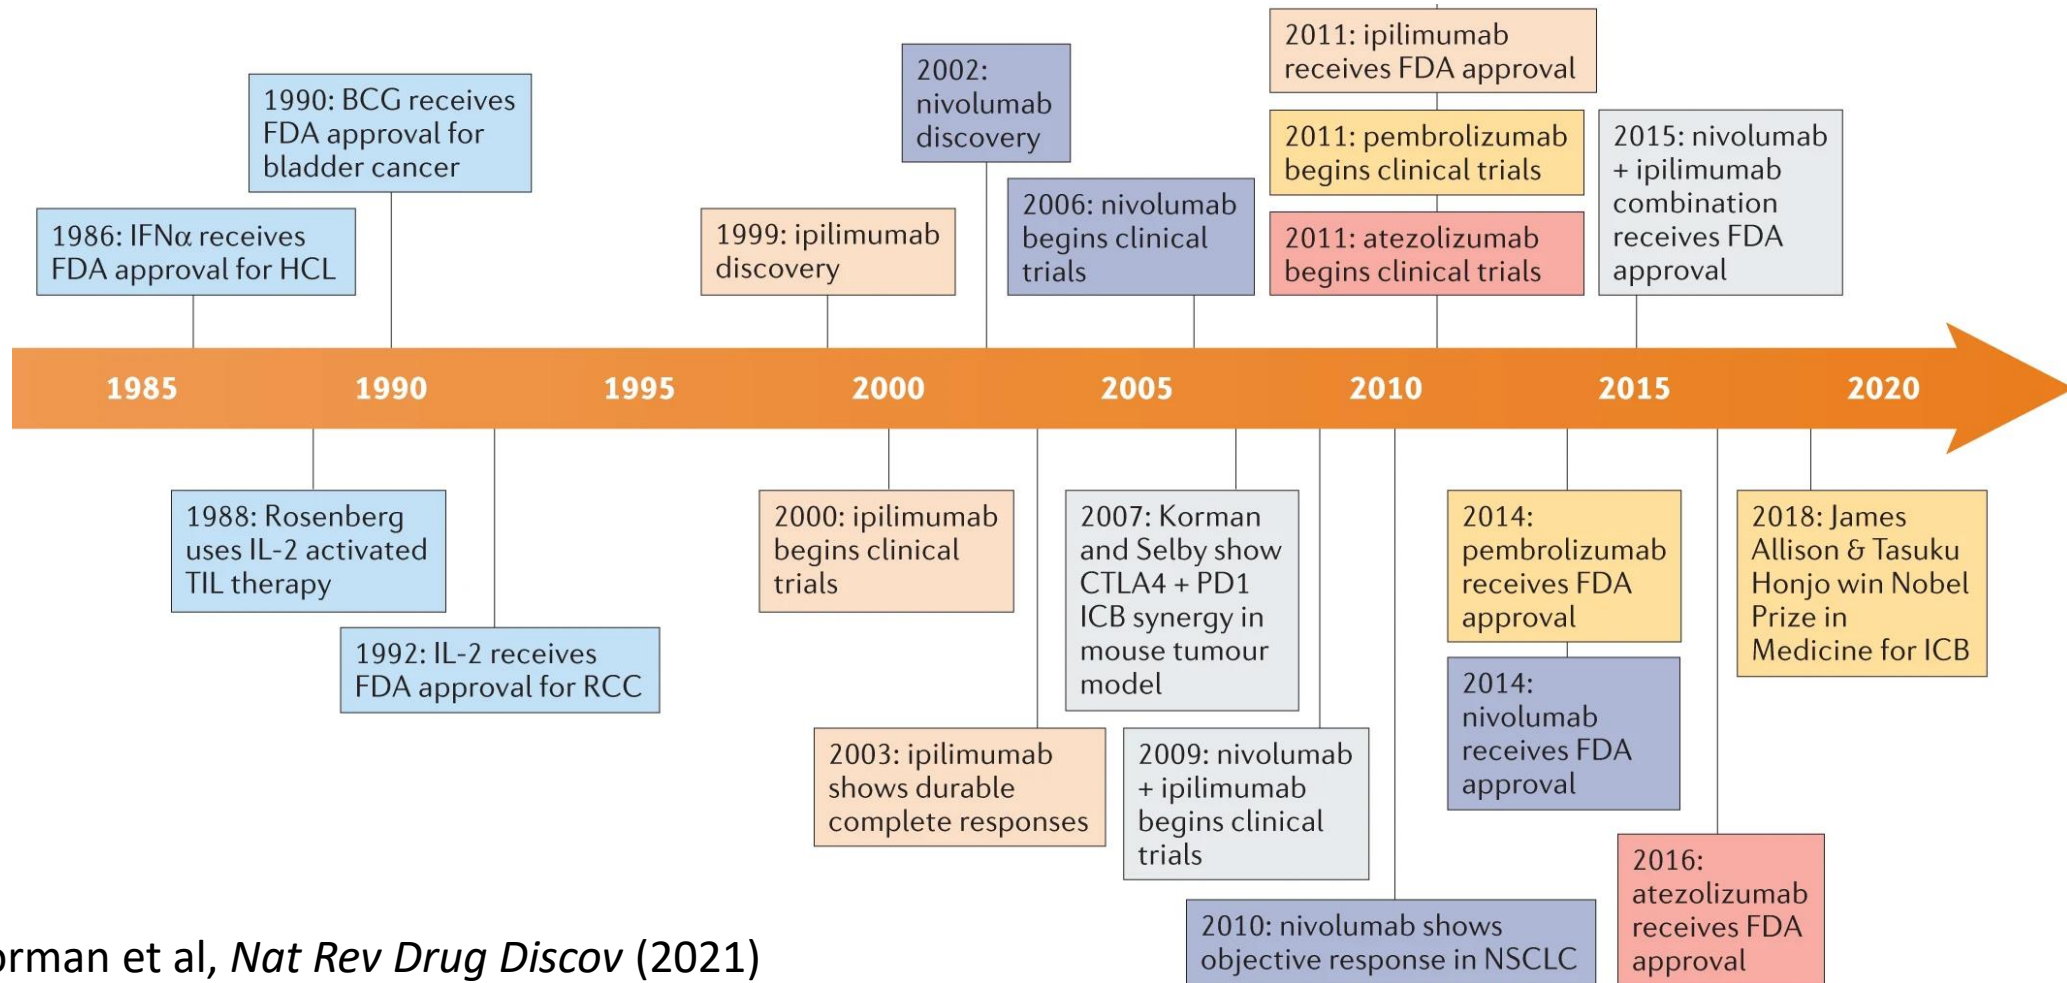 2011: ipilimumab
receives FDA approval
2002:
nivolumab
discovery
1990: BCG receives
FDA approval for
bladder cancer
2011: pembrolizumab
begins clinical trials
2015: nivolumab
+ ipilimumab
combination
receives FDA
approval
2006: nivolumab
begins clinical
trials
1986: IFNα receives
FDA approval for HCL
1999: ipilimumab
discovery
2011: atezolizumab
begins clinical trials
1985 1990 1995 2000 2005 2010 2015 2020
1988: Rosenberg
uses IL-2 activated
TIL therapy
2000: ipilimumab
begins clinical
trials
2007: Korman
and Selby show
CTLA4 + PD1
ICB synergy in
mouse tumour
model
2014:
pembrolizumab
receives FDA
approval
2018: James
Allison & Tasuku
Honjo win Nobel
Prize in
Medicine for ICB
1992: IL-2 receives
FDA approval for RCC
2014:
nivolumab
receives FDA
approval
2003: ipilimumab
shows durable
complete responses
2009: nivolumab
+ ipilimumab
begins clinical
trials
2016:
atezolizumab
receives FDA
approval
2010: nivolumab shows
objective response in NSCLC
orman et al, Nat Rev Drug Discov (2021)